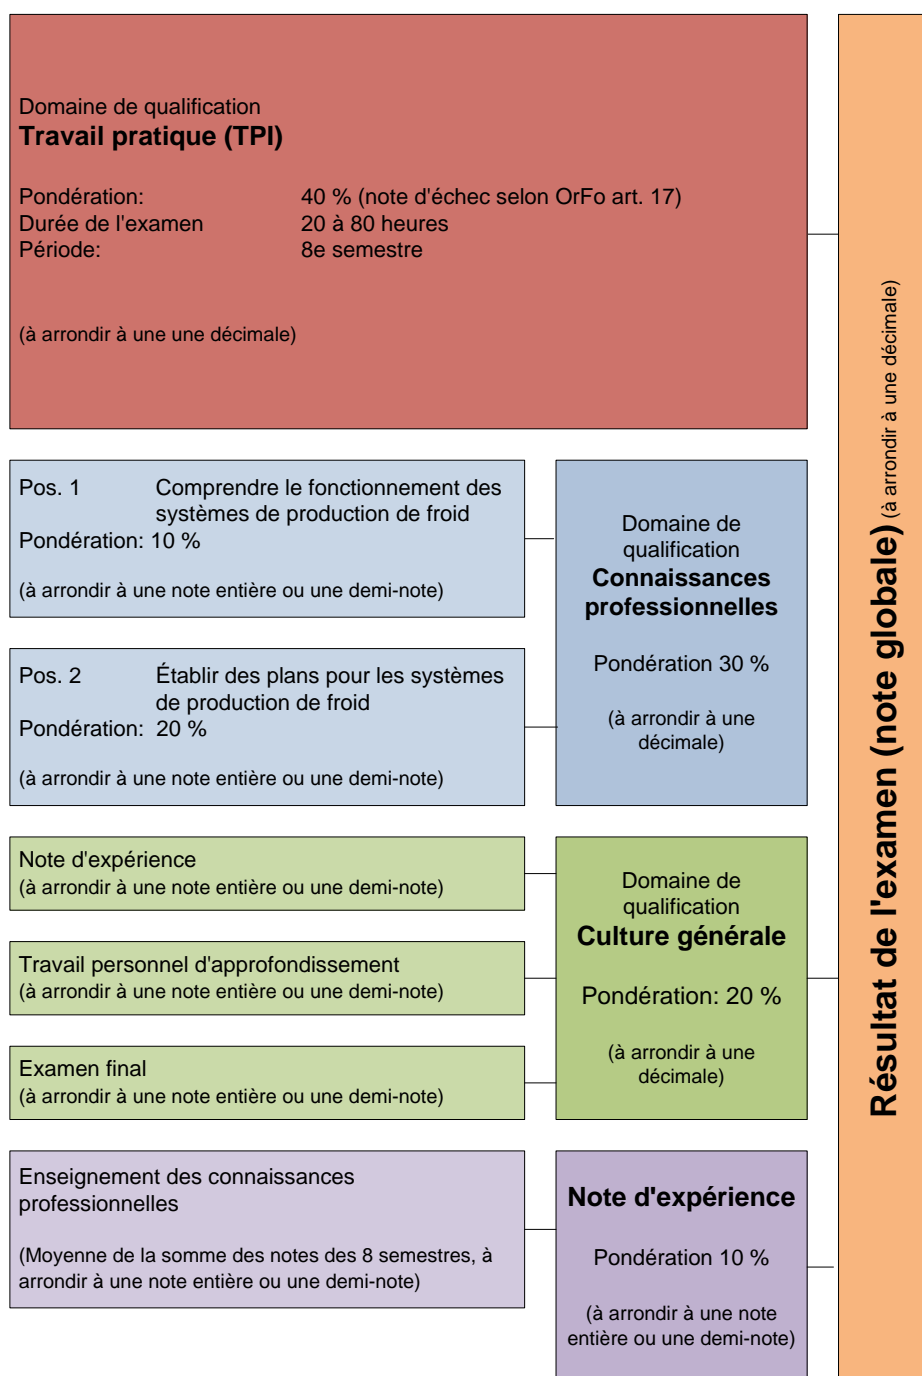 Domaine de qualification
Travail pratique (TPI)
Pondération: 40 % (note d'échec selon OrFo art. 17)
Durée de l'examen 20 à 80 heures
Période: 8e semestre
(à arrondir à une une décimale)
Pos. 1 Comprendre le fonctionnement des
systèmes de production de froid
Pondération: 10 %
(à arrondir à une note entière ou une demi-note)
Pos. 2 Établir des plans pour les systèmes
de production de froid
Pondération: 20 %
(à arrondir à une note entière ou une demi-note)
Domaine de
qualification
Connaissances
professionnelles
Pondération 30 %
(à arrondir à une
décimale)
Note d'expérience
(à arrondir à une note entière ou une demi-note)
Travail personnel d'approfondissement
(à arrondir à une note entière ou une demi-note)
Examen final
(à arrondir à une note entière ou une demi-note)
Domaine de
qualification
Culture générale
Pondération: 20 %
(à arrondir à une
décimale)
Enseignement des connaissances
professionnelles
(Moyenne de la somme des notes des 8 semestres, à
arrondir à une note entière ou une demi-note)
Note d'expérience
Pondération 10 %
(à arrondir à une note
entière ou une demi-note)
Résultat de l'examen (note globale) (à arrondir à une décimale)